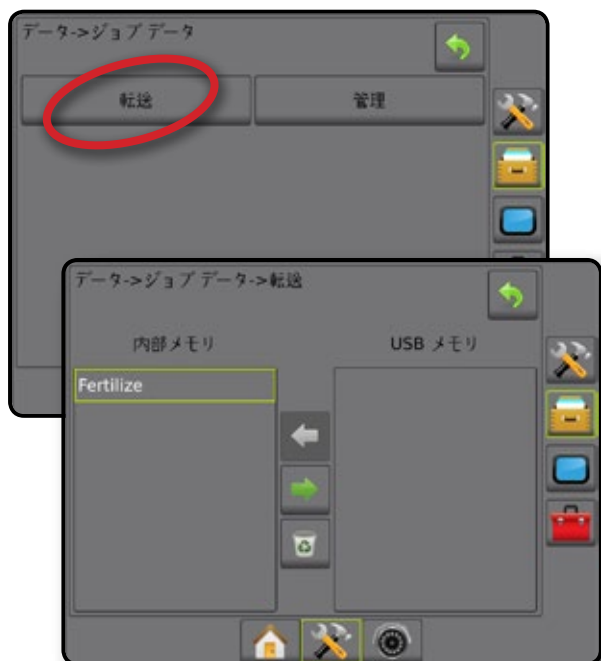 データ->ジョブ データ
転送 管理
データ->ジョブ データ->転送
内部メモリ USB メモリ
Fertilize